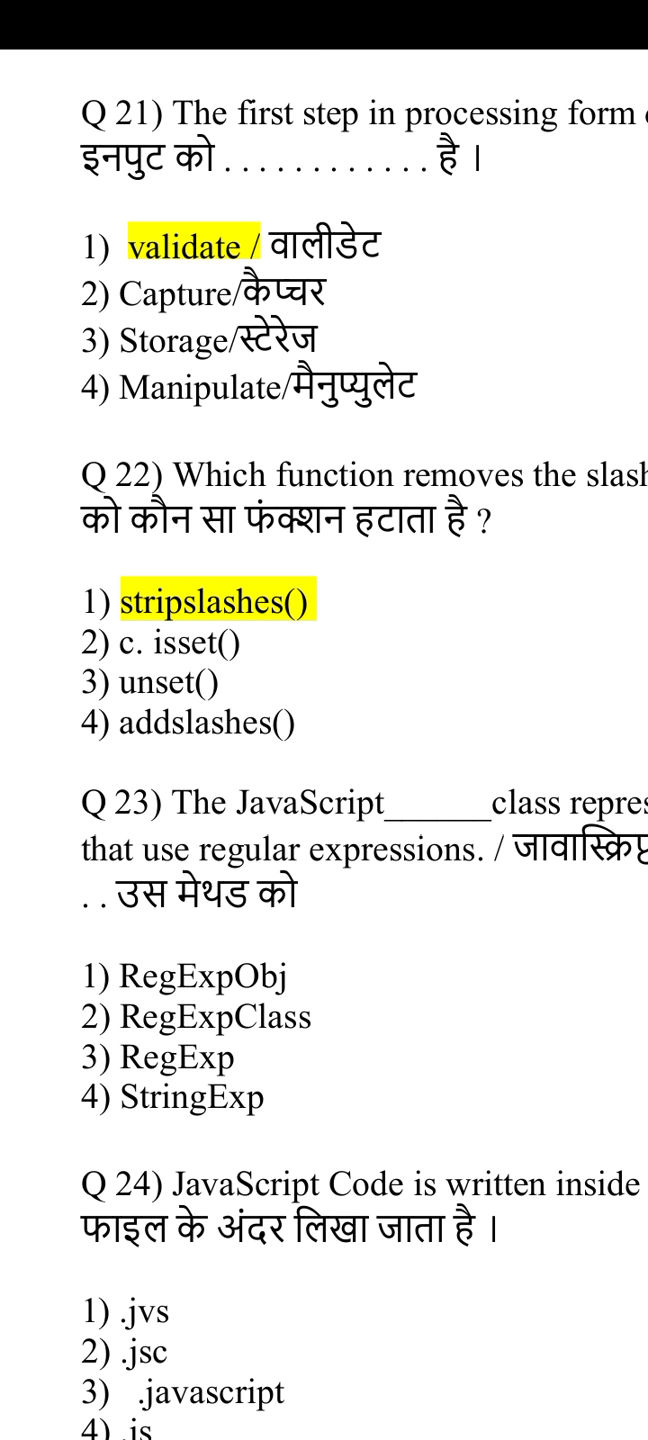 Q 21) The first step in processing form
इनपुट को . . . . . . . . . . . . है ।
1) validate / वालीडेट
2) Capture/कैप्चर
3) Storage/स्टेरेज
4) Manipulate/मैनुप्युलेट
Q 22) Which function removes the slash
को कौन सा फंक्शन हटाता है ?
1) stripslashes()
2) c. isset()
3) unset()
4) addslashes()
Q 23) The JavaScript______class repres
that use regular expressions. / जावास्क्रिप्ट
. . उस मेथड को
1) RegExpObj
2) RegExpClass
3) RegExp
4) StringExp
Q 24) JavaScript Code is written inside
फाइल के अंदर लिखा जाता है ।
1) .jvs
2) .jsc
3) .javascript
4) .js